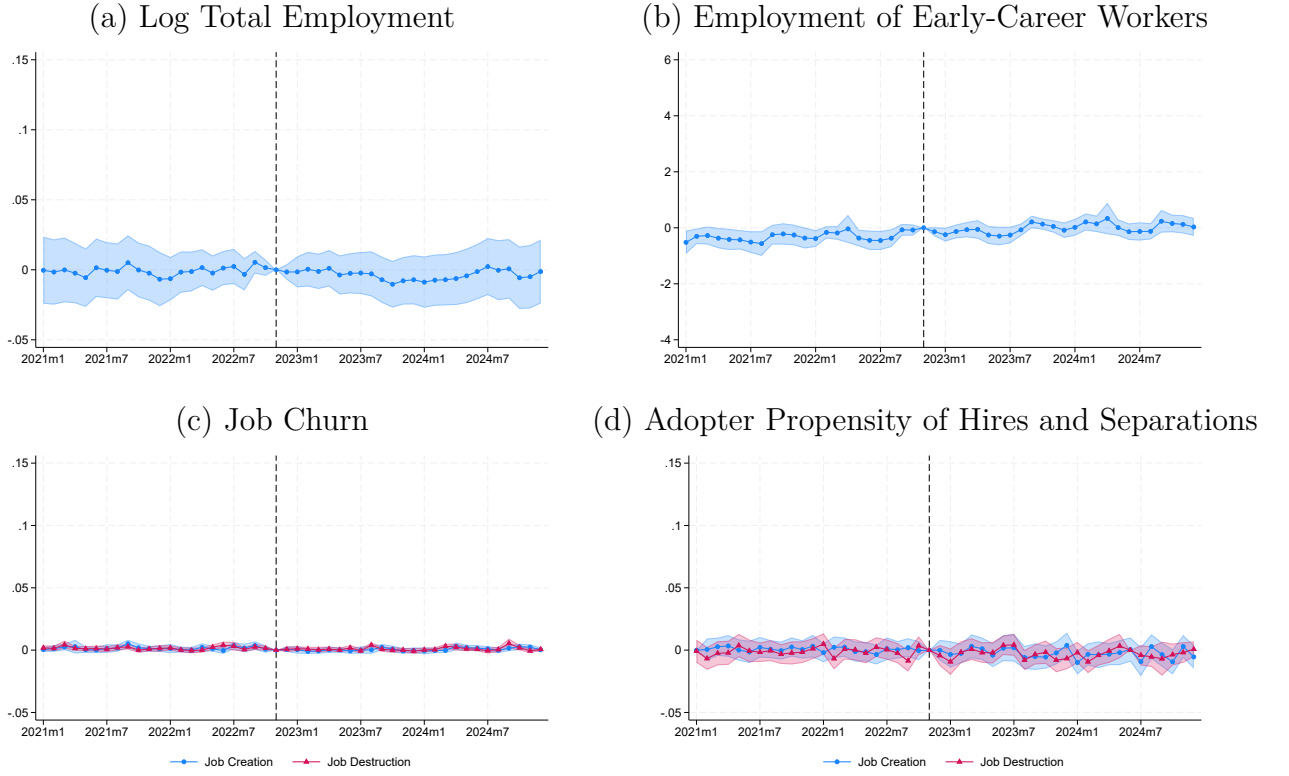 (a) Log Total Employment
.15
.1
.05
0
-.05
2021m1 2021m7 2022m1 2022m7 2023m1 2023m7 2024m1 2024m7
(b) Employment of Early-Career Workers
6
4
2
0
-2
-4
2021m1 2021m7 2022m1 2022m7 2023m1 2023m7 2024m1 2024m7
(c) Job Churn
.15
.1
.05
0
-.05
2021m1 2021m7 2022m1 2022m7 2023m1 2023m7 2024m1 2024m7
Job Creation Job Destruction
(d) Adopter Propensity of Hires and Separations
.15
.1
.05
0
-.05
2021m1 2021m7 2022m1 2022m7 2023m1 2023m7 2024m1 2024m7
Job Creation Job Destruction